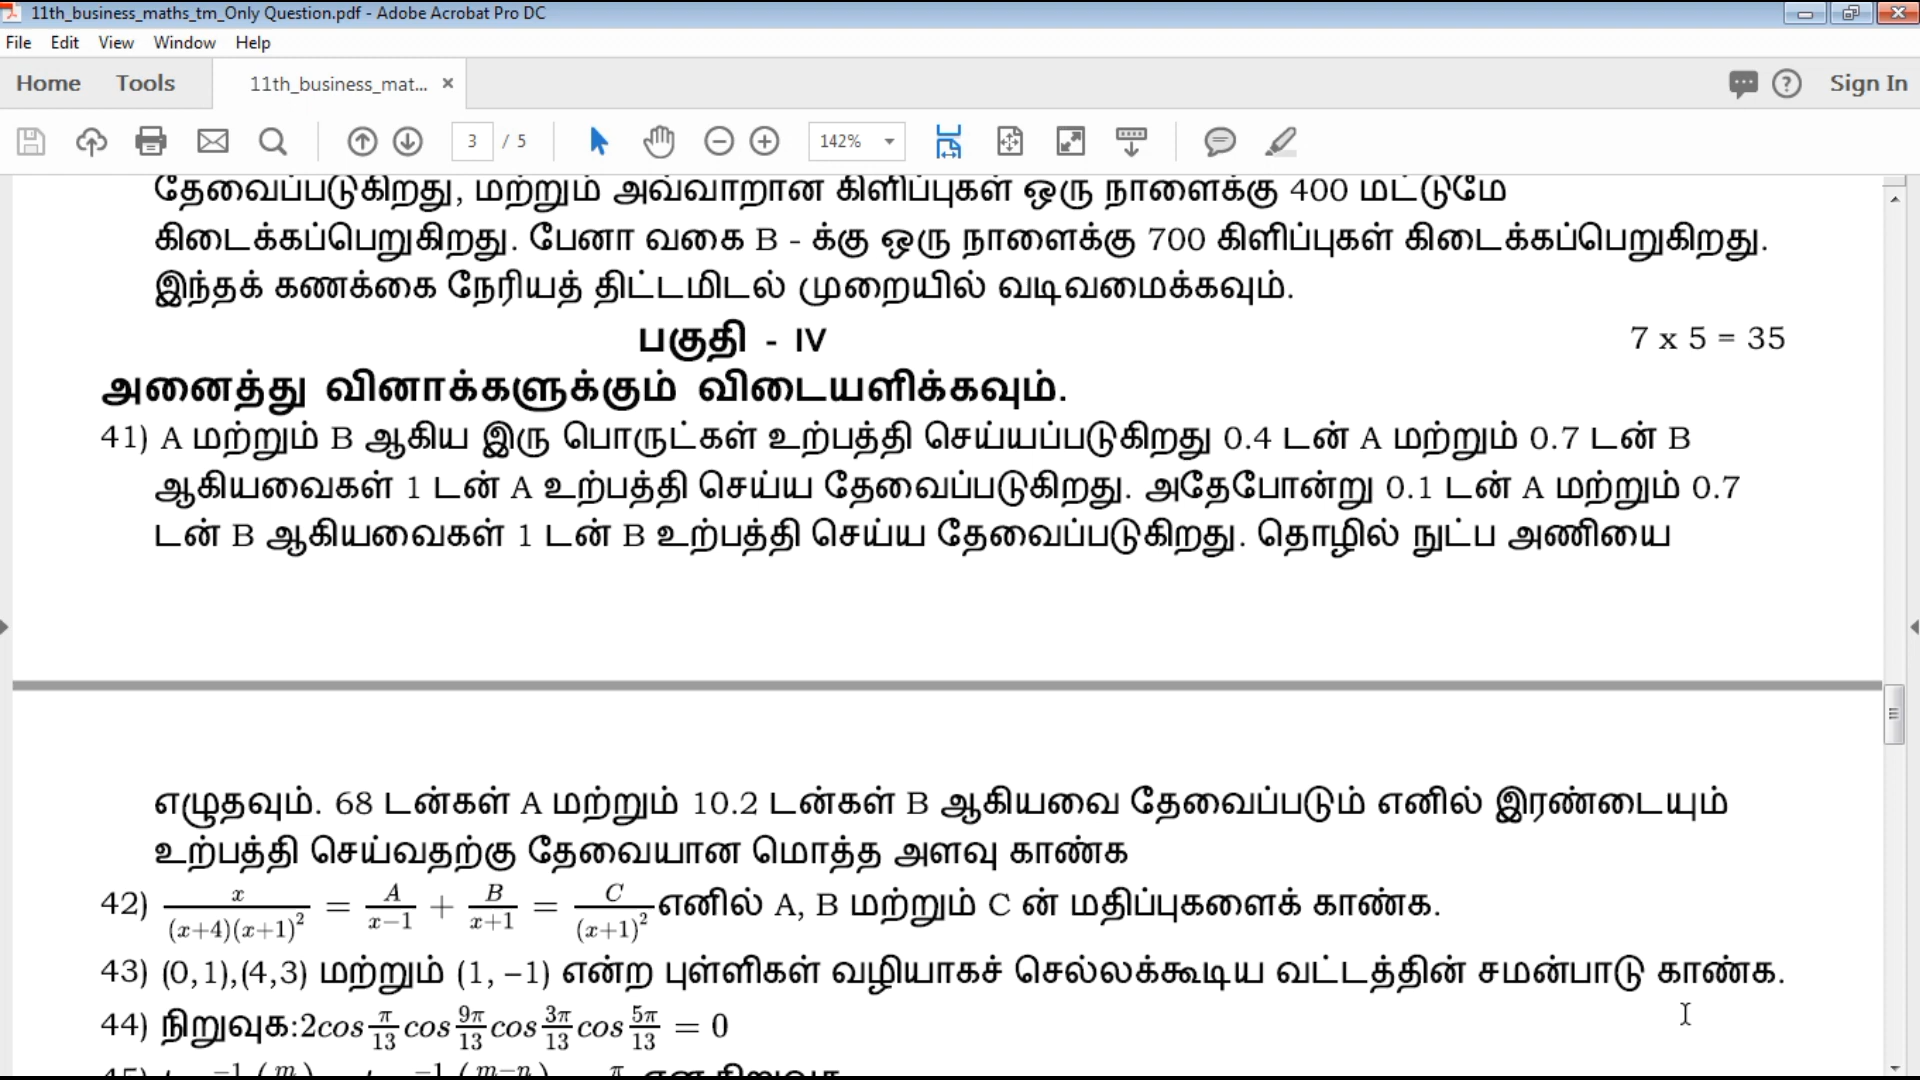 11th_business_maths_tm_Only Question.pdf - Adobe Acrobat Pro DC
File Edit View Window Help
Home Tools 11th_business_mat... × Sign In
3 / 5 142%
தேவைப்படுகிறது, மற்றும் அவ்வாறான கிளிப்புகள் ஒரு நாளைக்கு 400 மட்டுமே
கிடைக்கப்பெறுகிறது. பேனா வகை B - க்கு ஒரு நாளைக்கு 700 கிளிப்புகள் கிடைக்கப்பெறுகிறது.
இந்தக் கணக்கை நேரியத் திட்டமிடல் முறையில் வடிவமைக்கவும்.
பகுதி - IV 7 x 5 = 35
அனைத்து வினாக்களுக்கும் விடையளிக்கவும்.
41) A மற்றும் B ஆகிய இரு பொருட்கள் உற்பத்தி செய்யப்படுகிறது 0.4 டன் A மற்றும் 0.7 டன் B
ஆகியவைகள் 1 டன் A உற்பத்தி செய்ய தேவைப்படுகிறது. அதேபோன்று 0.1 டன் A மற்றும் 0.7
டன் B ஆகியவைகள் 1 டன் B உற்பத்தி செய்ய தேவைப்படுகிறது. தொழில் நுட்ப அணியை
எழுதவும். 68 டன்கள் A மற்றும் 10.2 டன்கள் B ஆகியவை தேவைப்படும் எனில் இரண்டையும்
உற்பத்தி செய்வதற்கு தேவையான மொத்த அளவு காண்க
42) x/((x+4)(x+1)²) = A/(x−1) + B/(x+1) = C/(x+1)² எனில் A, B மற்றும் C ன் மதிப்புகளைக் காண்க.
43) (0,1),(4,3) மற்றும் (1, −1) என்ற புள்ளிகள் வழியாகச் செல்லக்கூடிய வட்டத்தின் சமன்பாடு காண்க.
44) நிறுவுக:2cos π/13 cos 9π/13 cos 3π/13 cos 5π/13 = 0